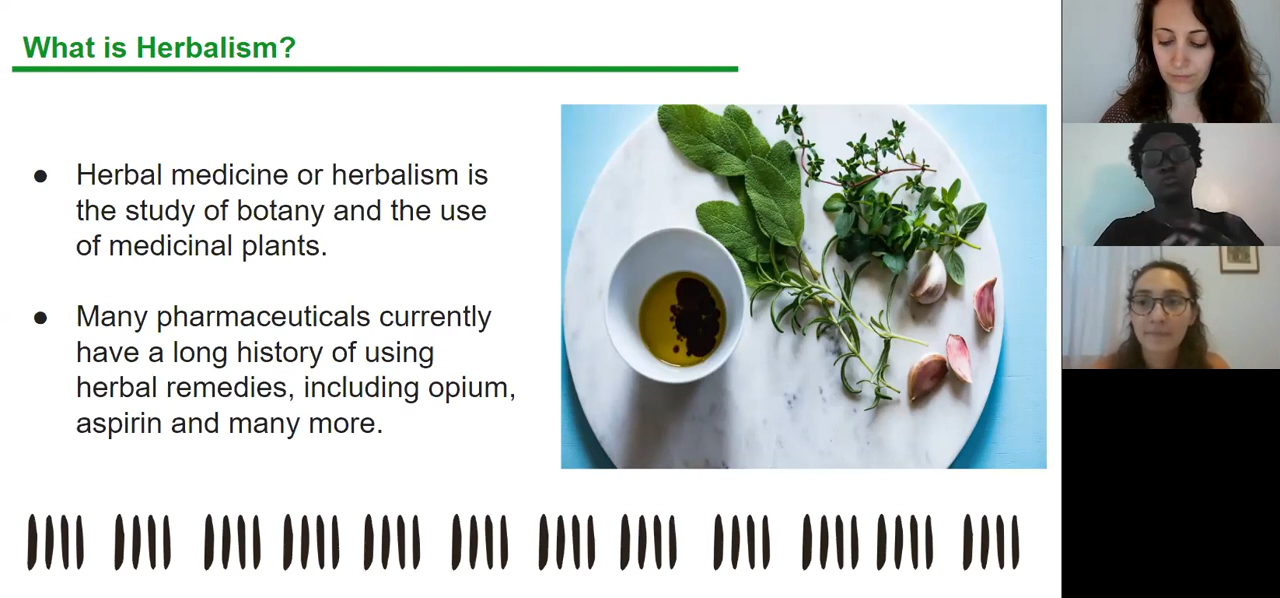 What is Herbalism?
● Herbal medicine or herbalism is
the study of botany and the use
of medicinal plants.
● Many pharmaceuticals currently
have a long history of using
herbal remedies, including opium,
aspirin and many more.